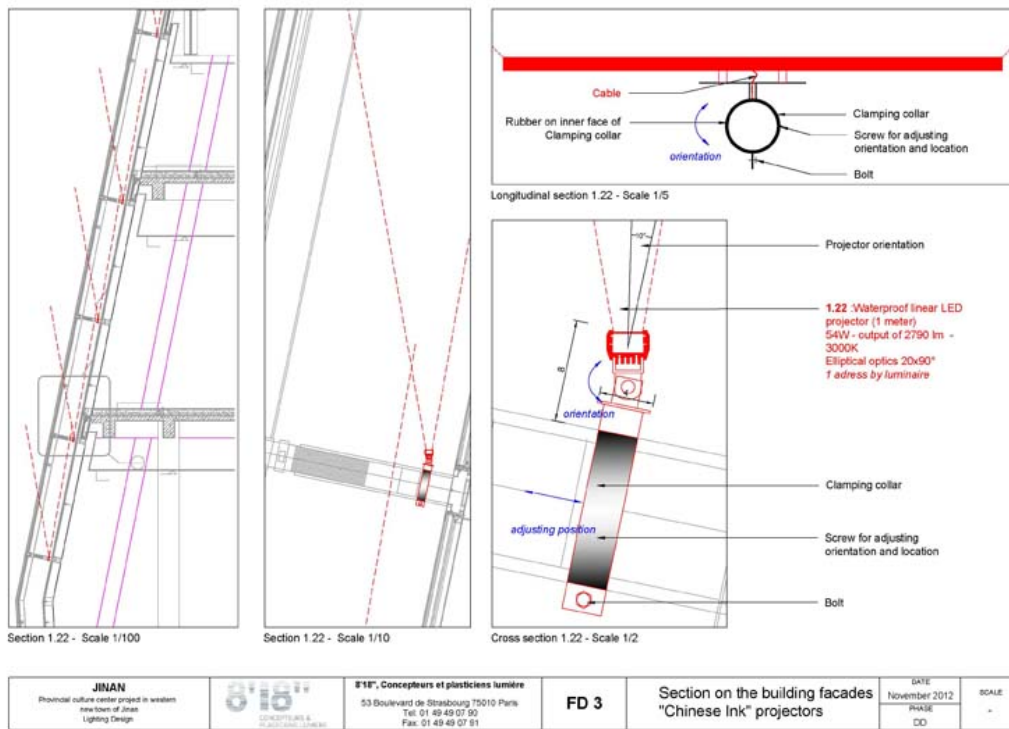 Cable
Rubber on inner face of
Clamping collar
orientation
Clamping collar
Screw for adjusting
orientation and location
Bolt
Longitudinal section 1.22 - Scale 1/5
10°
Projector orientation
1.22 :Waterproof linear LED
projector (1 meter)
54W - output of 2790 lm -
3000K
Elliptical optics 20x90°
1 adress by luminaire
8
orientation
adjusting position
Clamping collar
Screw for adjusting
orientation and location
Bolt
Section 1.22 - Scale 1/100
Section 1.22 - Scale 1/10
Cross section 1.22 - Scale 1/2
JINAN
Provincial culture center project in western
new town of Jinan
Lighting Design
8'18"
CONCEPTEURS &
PLASTICIENS LUMIERE
8'18", Concepteurs et plasticiens lumière
53 Boulevard de Strasbourg 75010 Paris
Tel: 01 49 49 07 90
Fax: 01 49 49 07 91
FD 3
Section on the building facades
"Chinese Ink" projectors
DATE
November 2012
PHASE
DD
SCALE
-